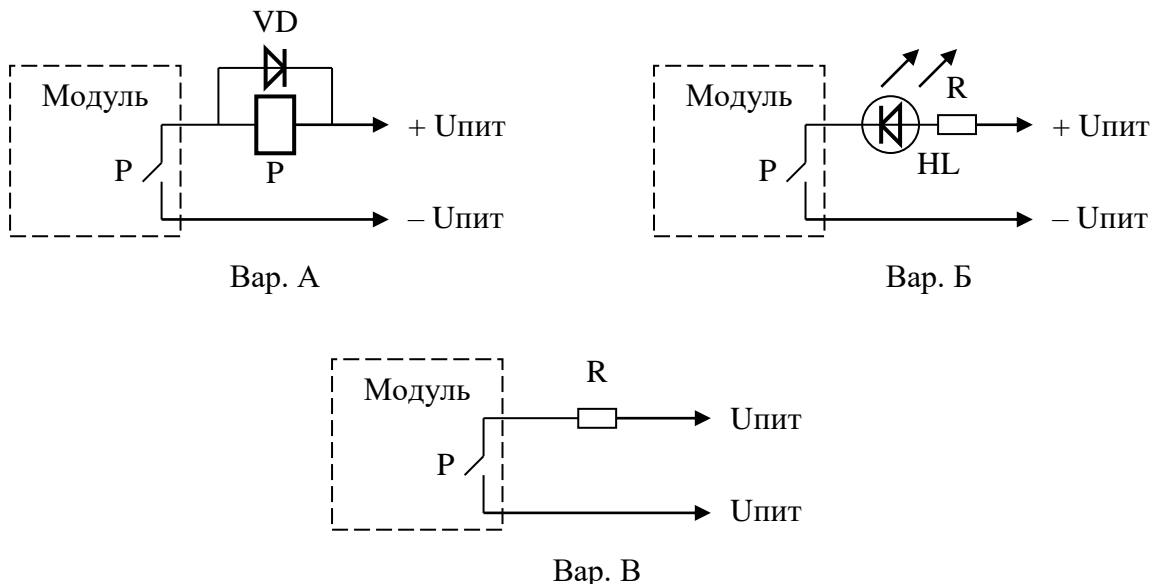 VD
Модуль
+ Uпит
P
P
– Uпит
Вар. А
Модуль
R
+ Uпит
P
HL
– Uпит
Вар. Б
Модуль
R
Uпит
P
Uпит
Вар. В